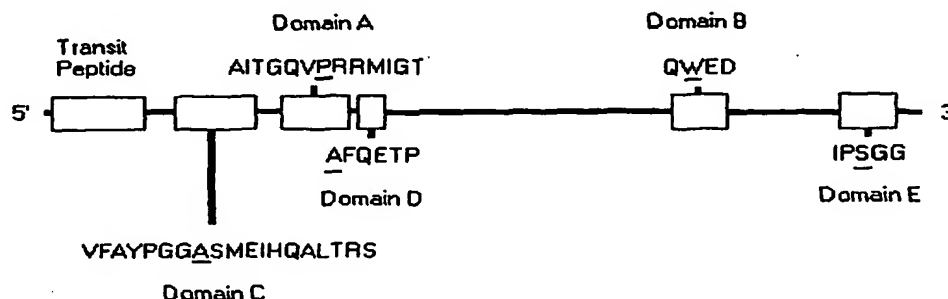 Domain A
Domain B
Transit
Peptide
AITGQVPRRMIGT
QWED
5'
3'
AFQETP
IPSGG
Domain D
Domain E
VFAYPGGASMEIHQALTRS
Domain C